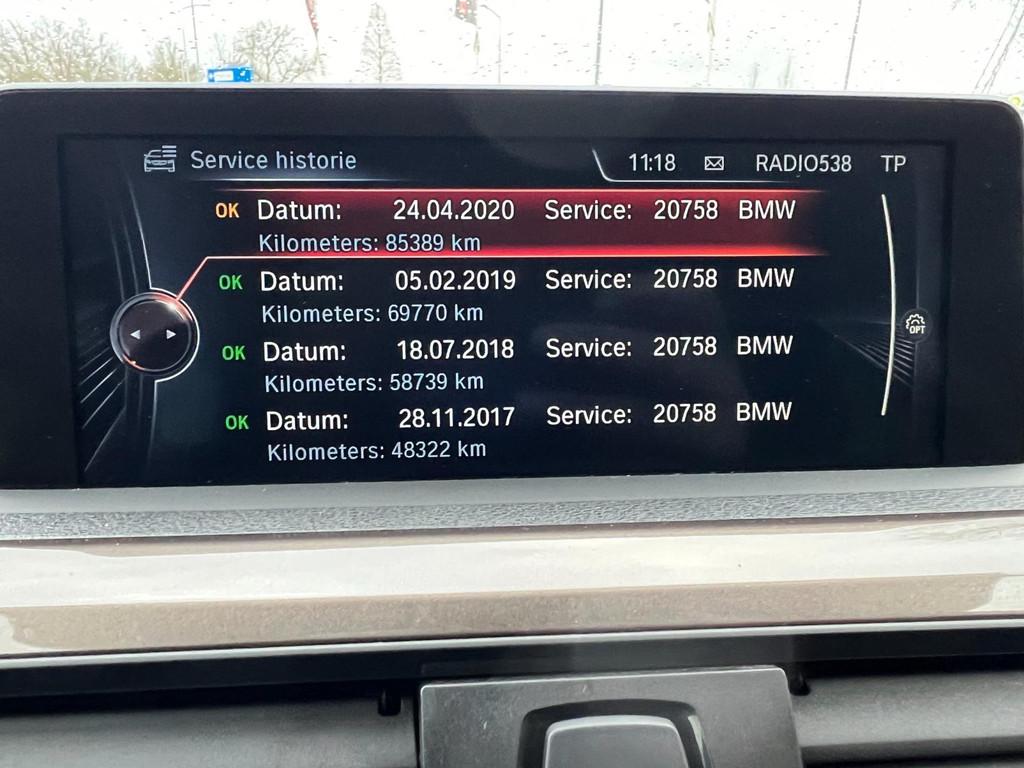 Service historie 11:18 RADIO538 TP
OK Datum: 24.04.2020 Service: 20758 BMW
Kilometers: 85389 km
OK Datum: 05.02.2019 Service: 20758 BMW
Kilometers: 69770 km
OK Datum: 18.07.2018 Service: 20758 BMW
Kilometers: 58739 km
OK Datum: 28.11.2017 Service: 20758 BMW
Kilometers: 48322 km
OPT